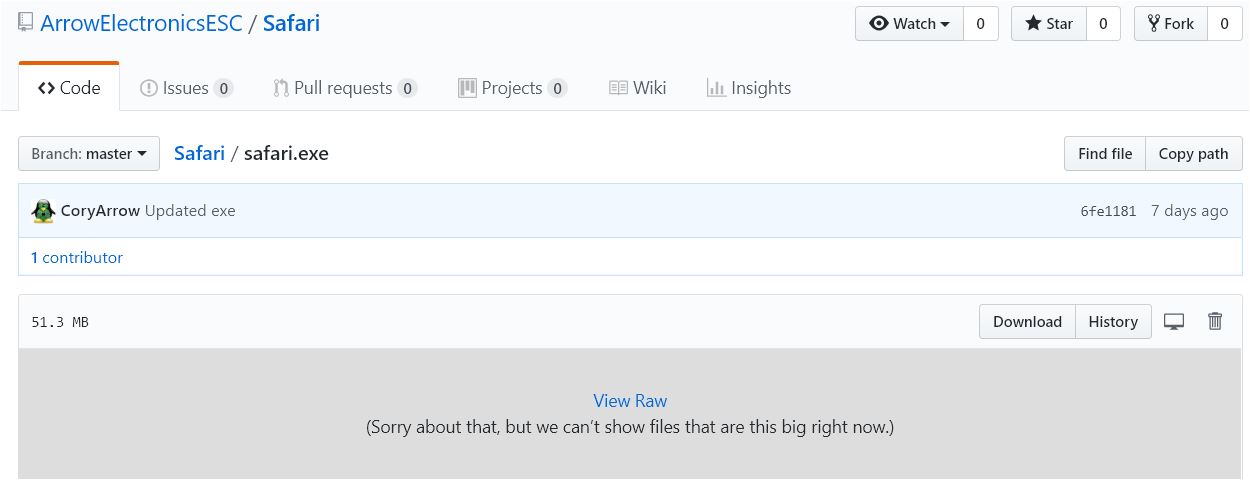 ArrowElectronicsESC / Safari Watch 0 Star 0 Fork 0
Code Issues 0 Pull requests 0 Projects 0 Wiki Insights
Branch: master Safari / safari.exe Find file Copy path
CoryArrow Updated exe 6fe1181 7 days ago
1 contributor
51.3 MB Download History
View Raw
(Sorry about that, but we can’t show files that are this big right now.)